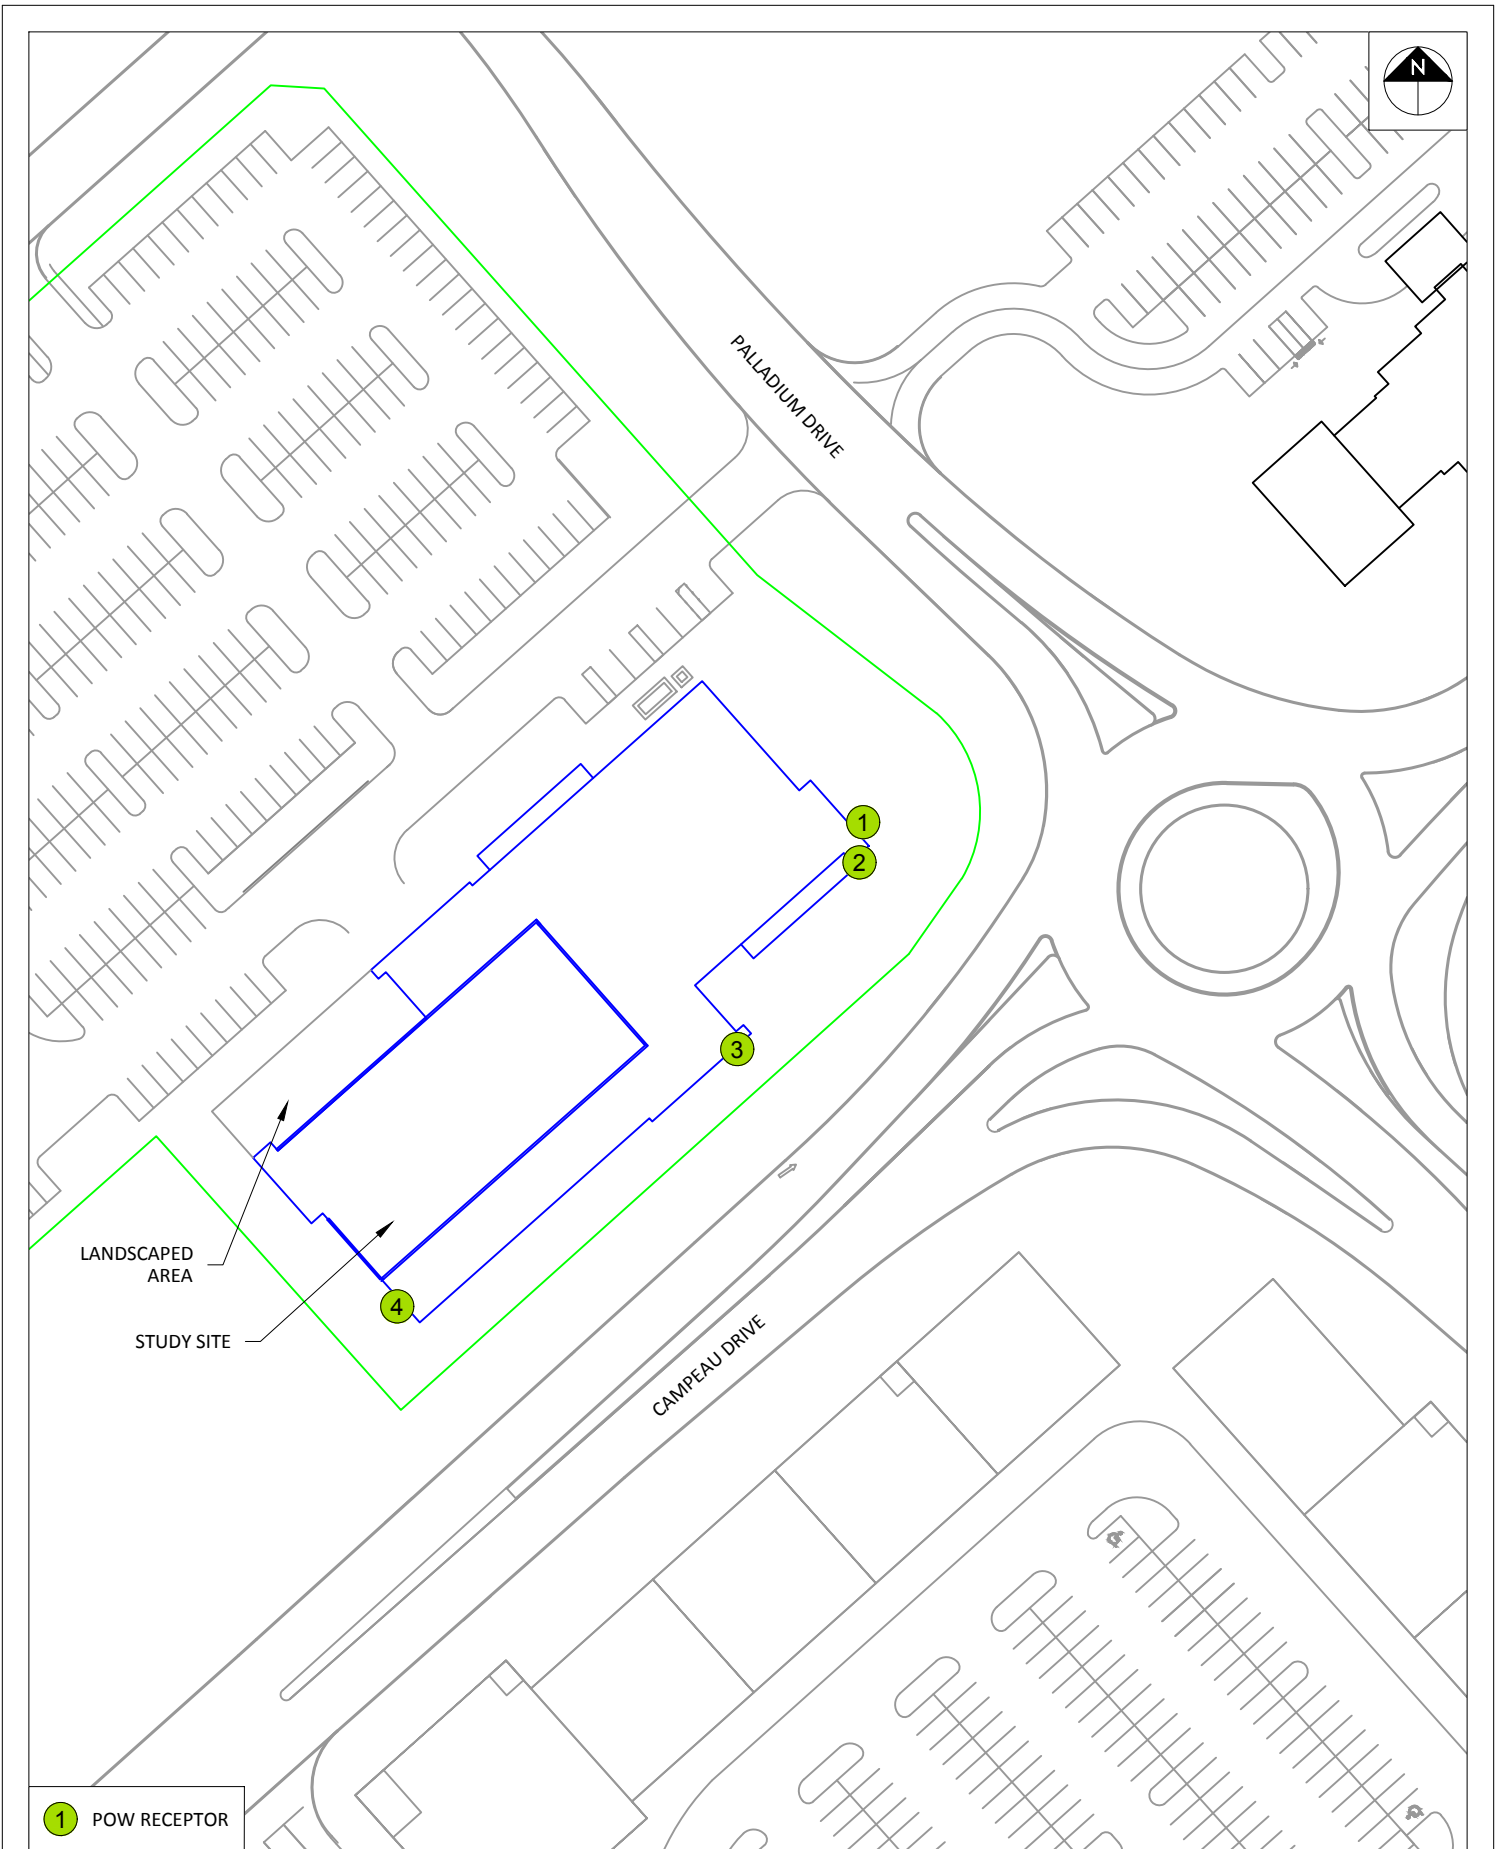 N
PALLADIUM DRIVE
1
2
3
LANDSCAPED
AREA
4
STUDY SITE
CAMPEAU DRIVE
1 POW RECEPTOR